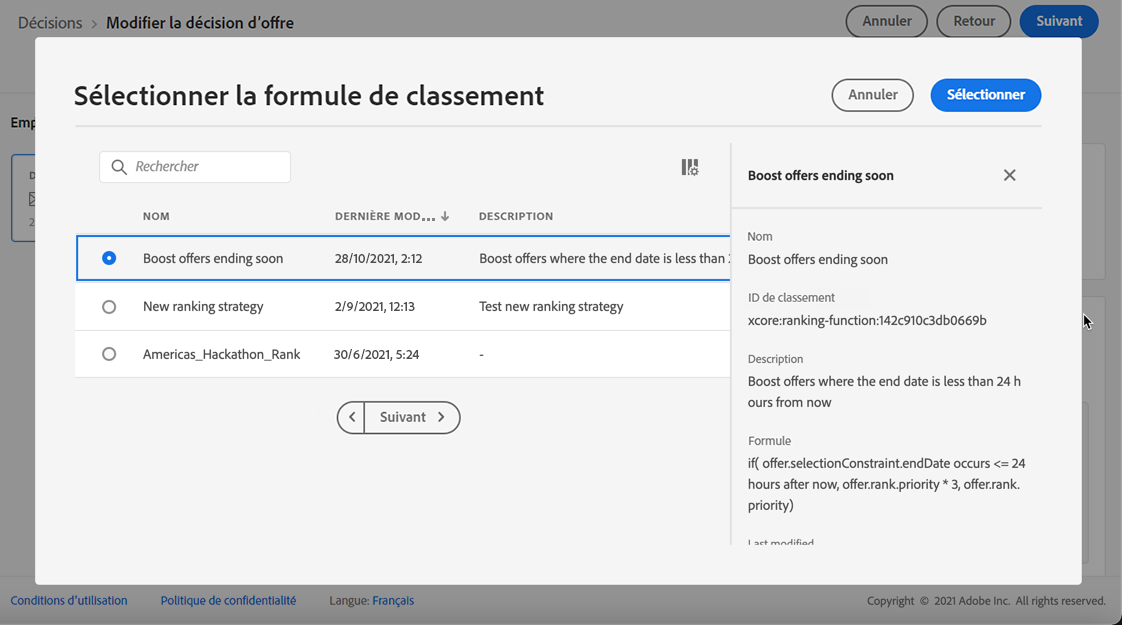 Décisions > Modifier la décision d'offre
Annuler
Retour
Suivant
Emp
D
2
Sélectionner la formule de classement
Annuler
Sélectionner
Rechercher
NOM
DERNIÈRE MOD... ↓
DESCRIPTION
Boost offers ending soon
28/10/2021, 2:12
Boost offers where the end date is less than
New ranking strategy
2/9/2021, 12:13
Test new ranking strategy
Americas_Hackathon_Rank
30/6/2021, 5:24
-
< Suivant >
Boost offers ending soon
Nom
Boost offers ending soon
ID de classement
xcore:ranking-function:142c910c3db0669b
Description
Boost offers where the end date is less than 24 h
ours from now
Formule
if( offer.selectionConstraint.endDate occurs <= 24
hours after now, offer.rank.priority * 3, offer.rank.
priority)
Last modified
Conditions d'utilisation
Politique de confidentialité
Langue: Français
Copyright © 2021 Adobe Inc. All rights reserved.